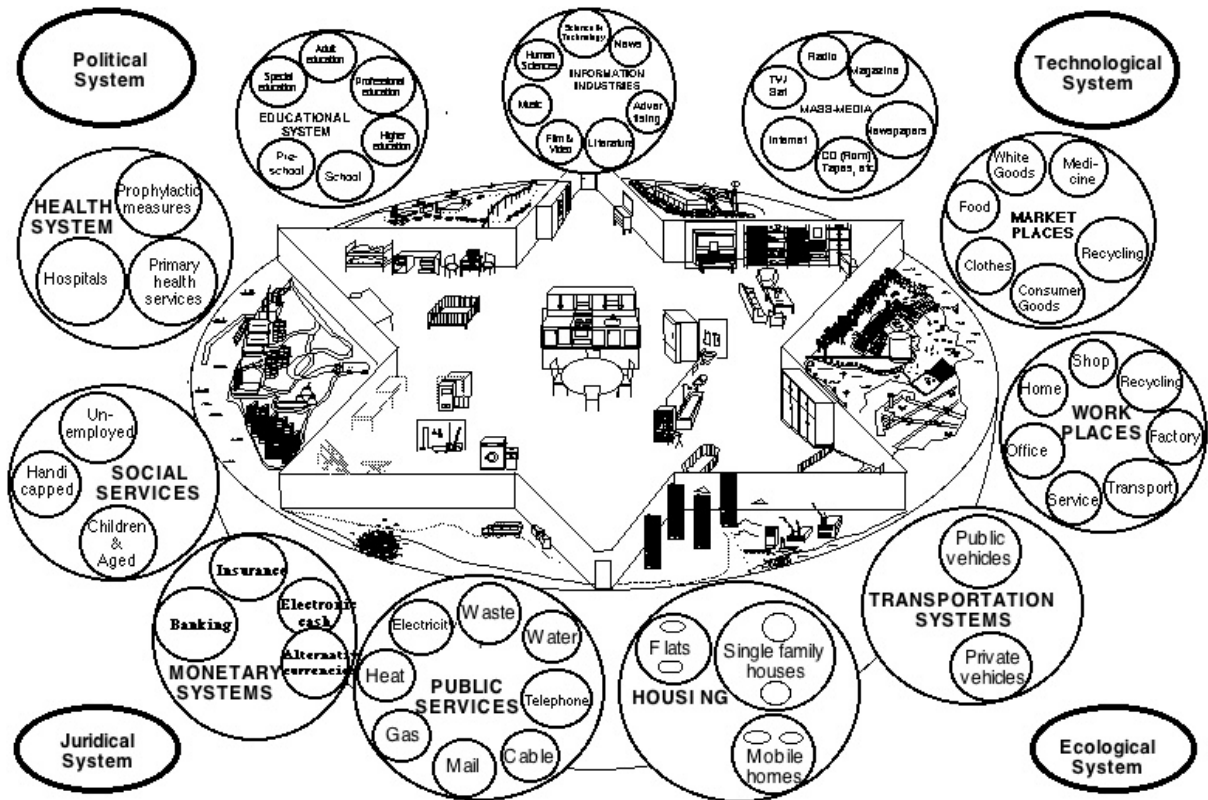 Political
System
Technological
System
Adult
education
Special
education
Professional
education
EDUCATIONAL
SYSTEM
Higher
education
Pre-
school
School
Science &
Technology
News
Human
Sciences
INFORMATION
INDUSTRIES
Music
Adver
tising
Film &
Video
Literature
Radio
Magazine
TV/
Sat
MASS-MEDIA
Newspapers
Internet
CD (Rom)
Tapes, etc
White
Goods
Medi-
cine
Food
MARKET
PLACES
Recycling
Clothes
Consumer
Goods
Prophylactic
measures
HEALTH
SYSTEM
Hospitals
Primary
health
services
Shop
Home
Recycling
WORK
PLACES
Factory
Office
Transport
Service
Un-
employed
Handi
capped
SOCIAL
SERVICES
Children
&
Aged
Public
vehicles
TRANSPORTATION
SYSTEMS
Private
vehicles
Insurance
Banking
Electronic
cash
Alternativ
currencies
MONETARY
SYSTEMS
Waste
Electricity
Water
Heat
PUBLIC
SERVICES
Telephone
Gas
Cable
Mail
Flats
Single family
houses
HOUSING
Mobile
homes
Juridical
System
Ecological
System